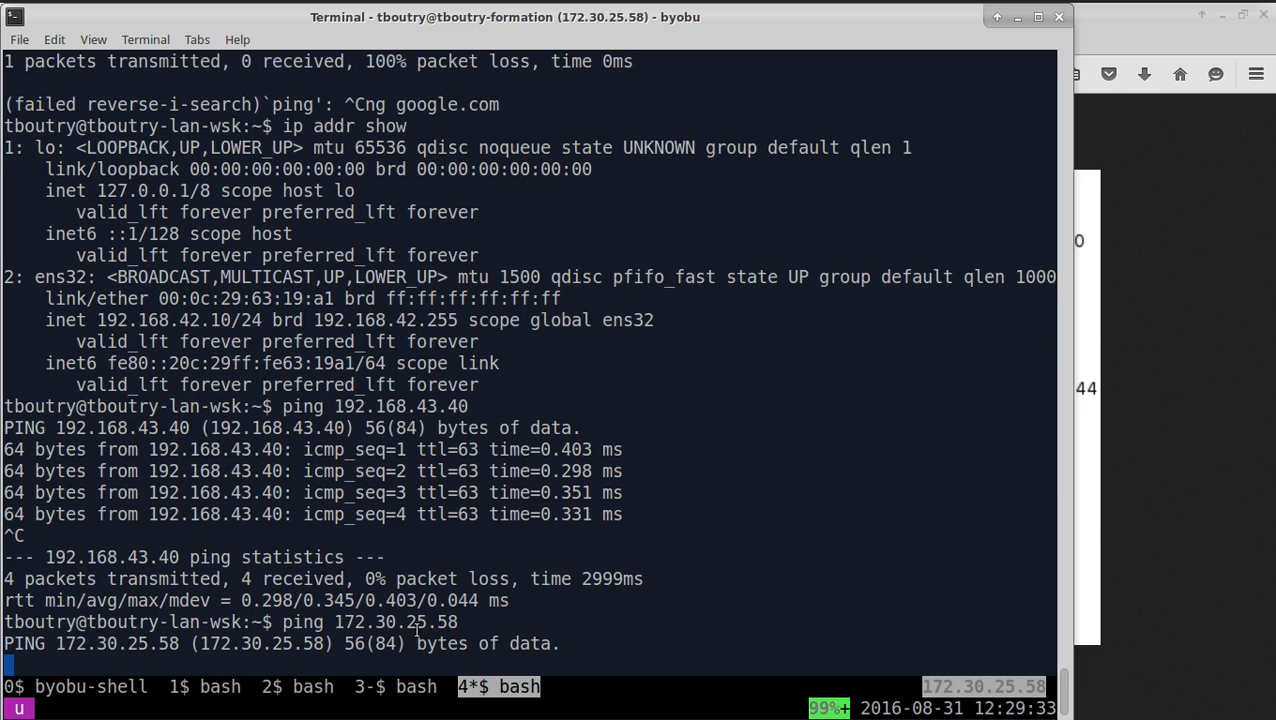 Terminal - tboutry@tboutry-formation (172.30.25.58) - byobu
File Edit View Terminal Tabs Help
1 packets transmitted, 0 received, 100% packet loss, time 0ms
(failed reverse-i-search)`ping': ^Cng google.com
tboutry@tboutry-lan-wsk:~$ ip addr show
1: lo: <LOOPBACK,UP,LOWER_UP> mtu 65536 qdisc noqueue state UNKNOWN group default qlen 1
link/loopback 00:00:00:00:00:00 brd 00:00:00:00:00:00
inet 127.0.0.1/8 scope host lo
valid_lft forever preferred_lft forever
inet6 ::1/128 scope host
valid_lft forever preferred_lft forever
2: ens32: <BROADCAST,MULTICAST,UP,LOWER_UP> mtu 1500 qdisc pfifo_fast state UP group default qlen 1000
link/ether 00:0c:29:63:19:a1 brd ff:ff:ff:ff:ff:ff
inet 192.168.42.10/24 brd 192.168.42.255 scope global ens32
valid_lft forever preferred_lft forever
inet6 fe80::20c:29ff:fe63:19a1/64 scope link
valid_lft forever preferred_lft forever
tboutry@tboutry-lan-wsk:~$ ping 192.168.43.40
PING 192.168.43.40 (192.168.43.40) 56(84) bytes of data.
64 bytes from 192.168.43.40: icmp_seq=1 ttl=63 time=0.403 ms
64 bytes from 192.168.43.40: icmp_seq=2 ttl=63 time=0.298 ms
64 bytes from 192.168.43.40: icmp_seq=3 ttl=63 time=0.351 ms
64 bytes from 192.168.43.40: icmp_seq=4 ttl=63 time=0.331 ms
^C
--- 192.168.43.40 ping statistics ---
4 packets transmitted, 4 received, 0% packet loss, time 2999ms
rtt min/avg/max/mdev = 0.298/0.345/0.403/0.044 ms
tboutry@tboutry-lan-wsk:~$ ping 172.30.25.58
PING 172.30.25.58 (172.30.25.58) 56(84) bytes of data.
0$ byobu-shell 1$ bash 2$ bash 3-$ bash 4*$ bash 172.30.25.58
u 99%+ 2016-08-31 12:29:33
0
44